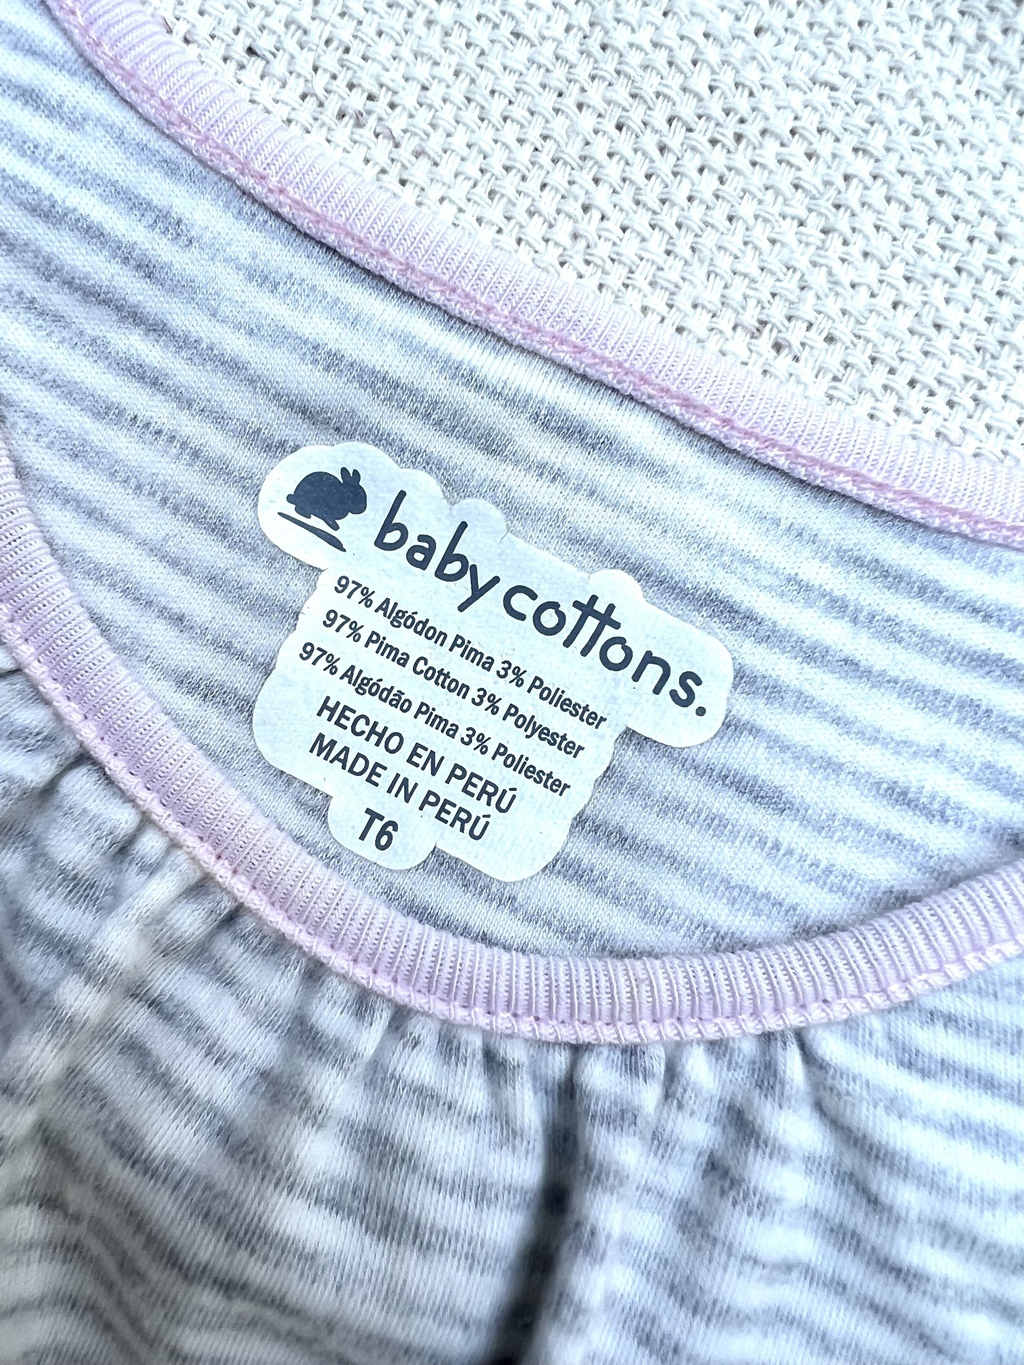 baby cottons.
97% Algódon Pima 3% Poliester
97% Pima Cotton 3% Polyester
97% Algódão Pima 3% Poliester
HECHO EN PERÚ
MADE IN PERÚ
T6